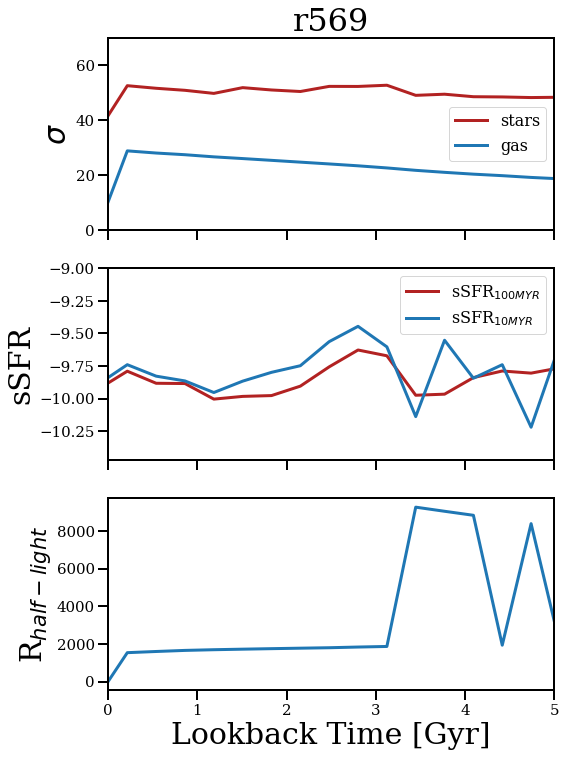 r569
60
40
20
0
σ
stars
gas
−9.00
−9.25
−9.50
−9.75
−10.00
−10.25
sSFR
sSFR100MYR
sSFR10MYR
8000
6000
4000
2000
0
Rhalf−light
0 1 2 3 4 5
Lookback Time [Gyr]